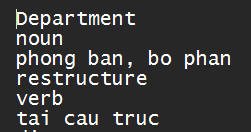 Department
noun
phong ban, bo phan
restructure
verb
tai cau truc